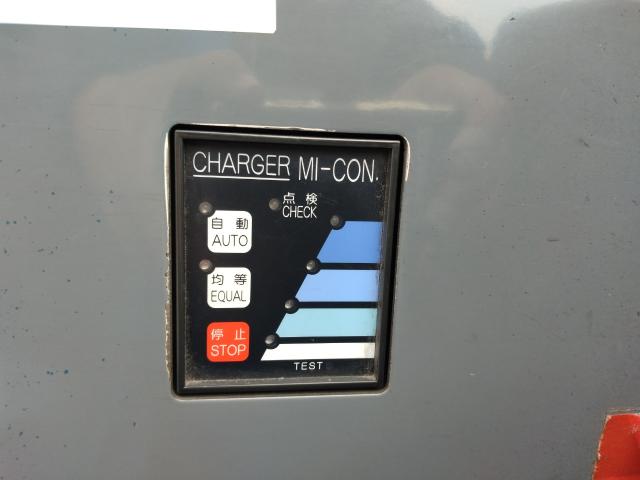 CHARGER MI-CON.
点検
CHECK
自動
AUTO
均等
EQUAL
停止
STOP
TEST